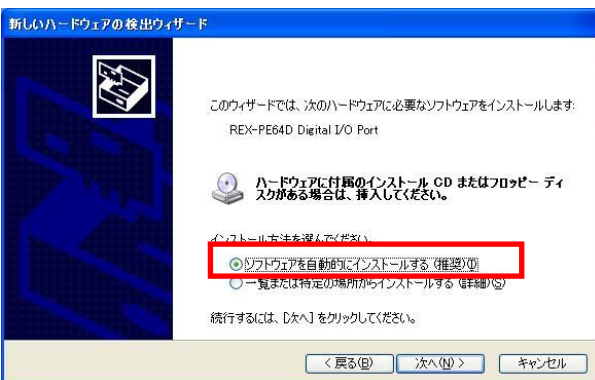 新しいハードウェアの検出ウィザード
このウィザードでは、次のハードウェアに必要なソフトウェアをインストールします:
REX-PE64D Digital I/O Port
ハードウェアに付属のインストール CD またはフロッピー ディ
スクがある場合は、挿入してください。
インストール方法を選んでください。
ソフトウェアを自動的にインストールする (推奨)(I)
一覧または特定の場所からインストールする (詳細)(S)
続行するには、[次へ] をクリックしてください。
< 戻る(B) 次へ(N) > キャンセル